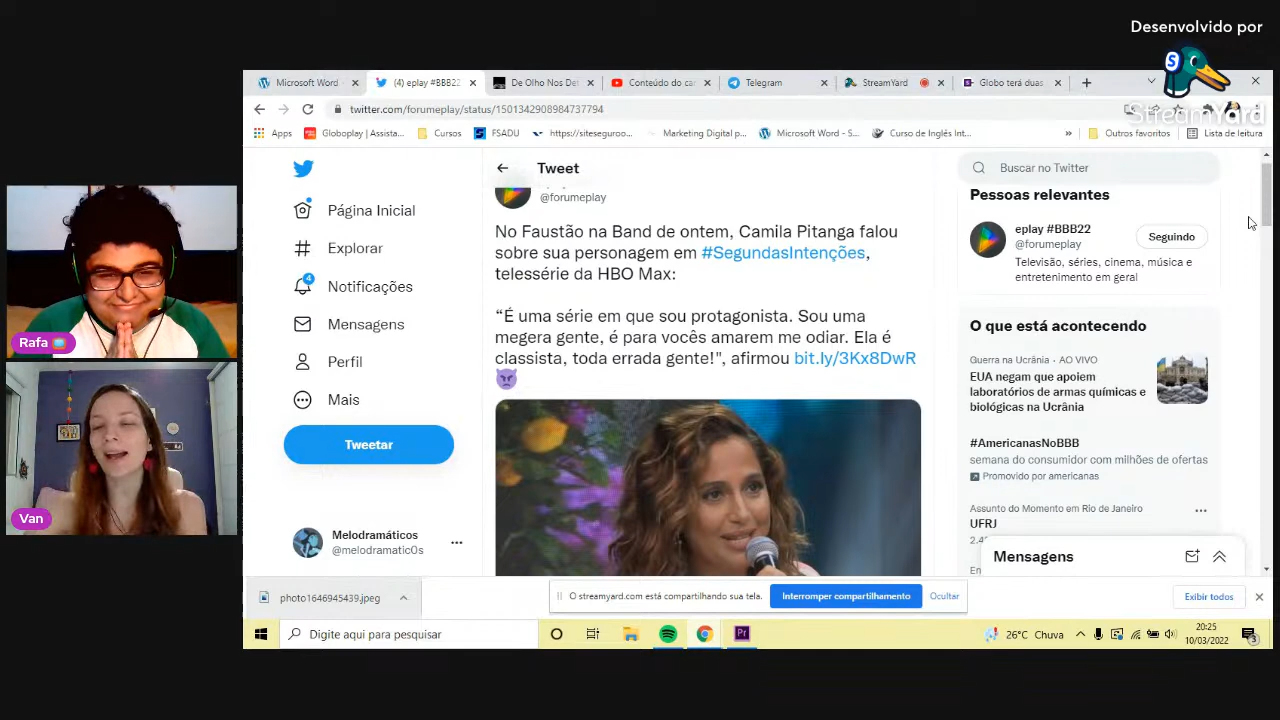 Desenvolvido por
S
StreamYard
Microsoft Word -
(4) eplay #BBB22
De Olho Nos Det
Conteúdo do car
Telegram
StreamYard
Globo terá duas
twitter.com/forumeplay/status/1501342908984737794
Apps
Globoplay | Assista...
Cursos
FSADU
https://siteseguroo...
Marketing Digital p...
Microsoft Word - S...
Curso de Inglês Int...
»
Outros favoritos
Lista de leitura
Tweet
Buscar no Twitter
Página Inicial
Explorar
4
Notificações
Mensagens
Perfil
Mais
Tweetar
Melodramáticos
@melodramatic0s
@forumeplay
No Faustão na Band de ontem, Camila Pitanga falou
sobre sua personagem em #SegundasIntenções,
telessérie da HBO Max:
“É uma série em que sou protagonista. Sou uma
megera gente, é para vocês amarem me odiar. Ela é
classista, toda errada gente!", afirmou bit.ly/3Kx8DwR
Pessoas relevantes
eplay #BBB22
@forumeplay
Seguindo
Televisão, séries, cinema, música e
entretenimento em geral
O que está acontecendo
Guerra na Ucrânia · AO VIVO
EUA negam que apoiem
laboratórios de armas químicas e
biológicas na Ucrânia
#AmericanasNoBBB
semana do consumidor com milhões de ofertas
Promovido por americanas
Assunto do Momento em Rio de Janeiro
UFRJ
Mensagens
Rafa
Van
photo1646945439.jpeg
O streamyard.com está compartilhando sua tela.
Interromper compartilhamento
Ocultar
Exibir todos
Digite aqui para pesquisar
Pr
26°C Chuva
20:25
10/03/2022
3